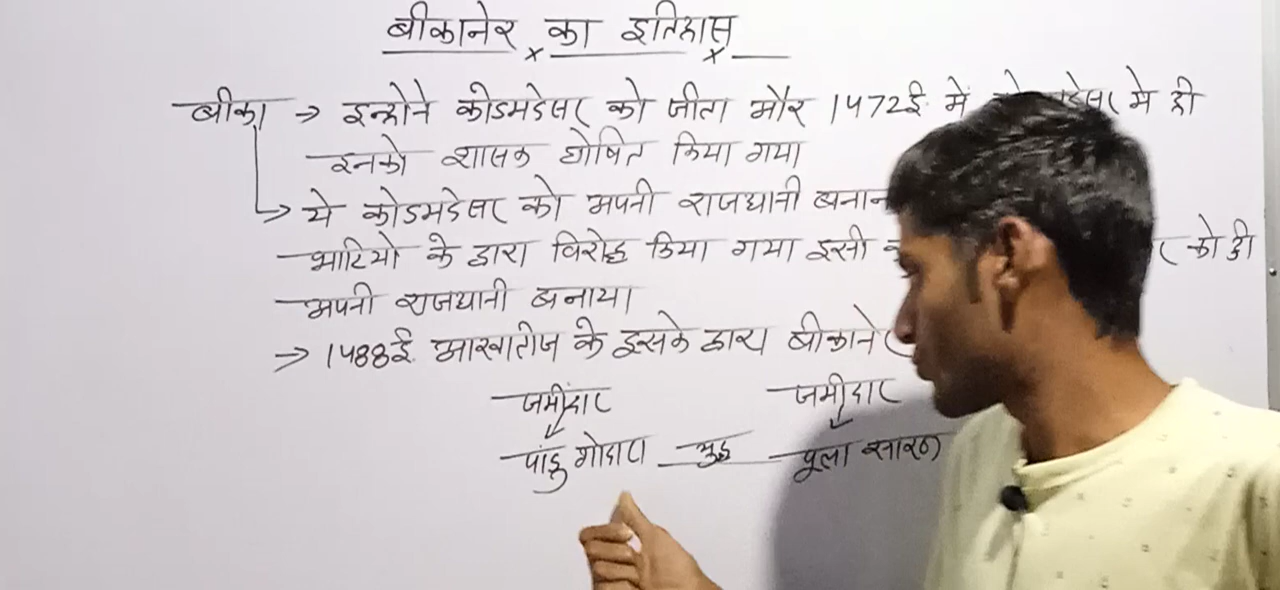 बीकानेर का इतिहास
बीका → इन्होने कोडमदेसर को जीता और 1472ई. में डेसर मे ही
इनको शासक घोषित किया गया
→ ये कोडमदेसर को अपनी राजधानी बनान
भाटियो के द्वारा विरोध किया गया इसी र को ही
अपनी राजधानी बनाया।
→ 1488ई. आखातीज के इसके द्वारा बीकाने
जमींदार जमीदार
↓ ↓
पांडु गोदारा युद्ध पूला सारण